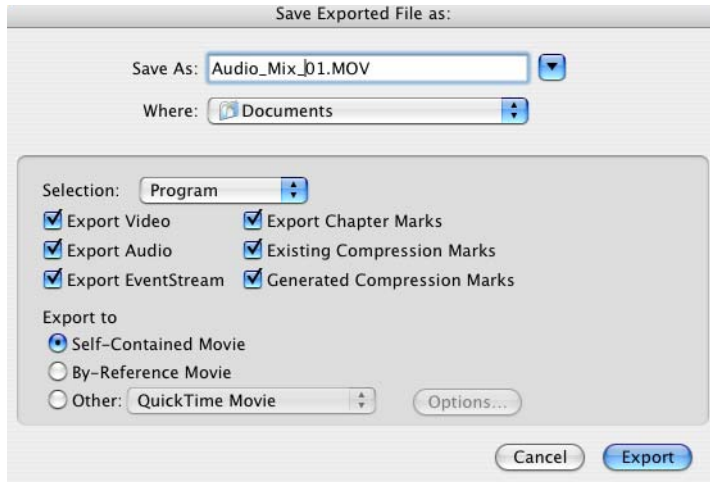 Save Exported File as:
Save As: Audio_Mix_01.MOV
Where: Documents
Selection: Program
Export Video Export Chapter Marks
Export Audio Existing Compression Marks
Export EventStream Generated Compression Marks
Export to
Self-Contained Movie
By-Reference Movie
Other: QuickTime Movie Options...
Cancel Export